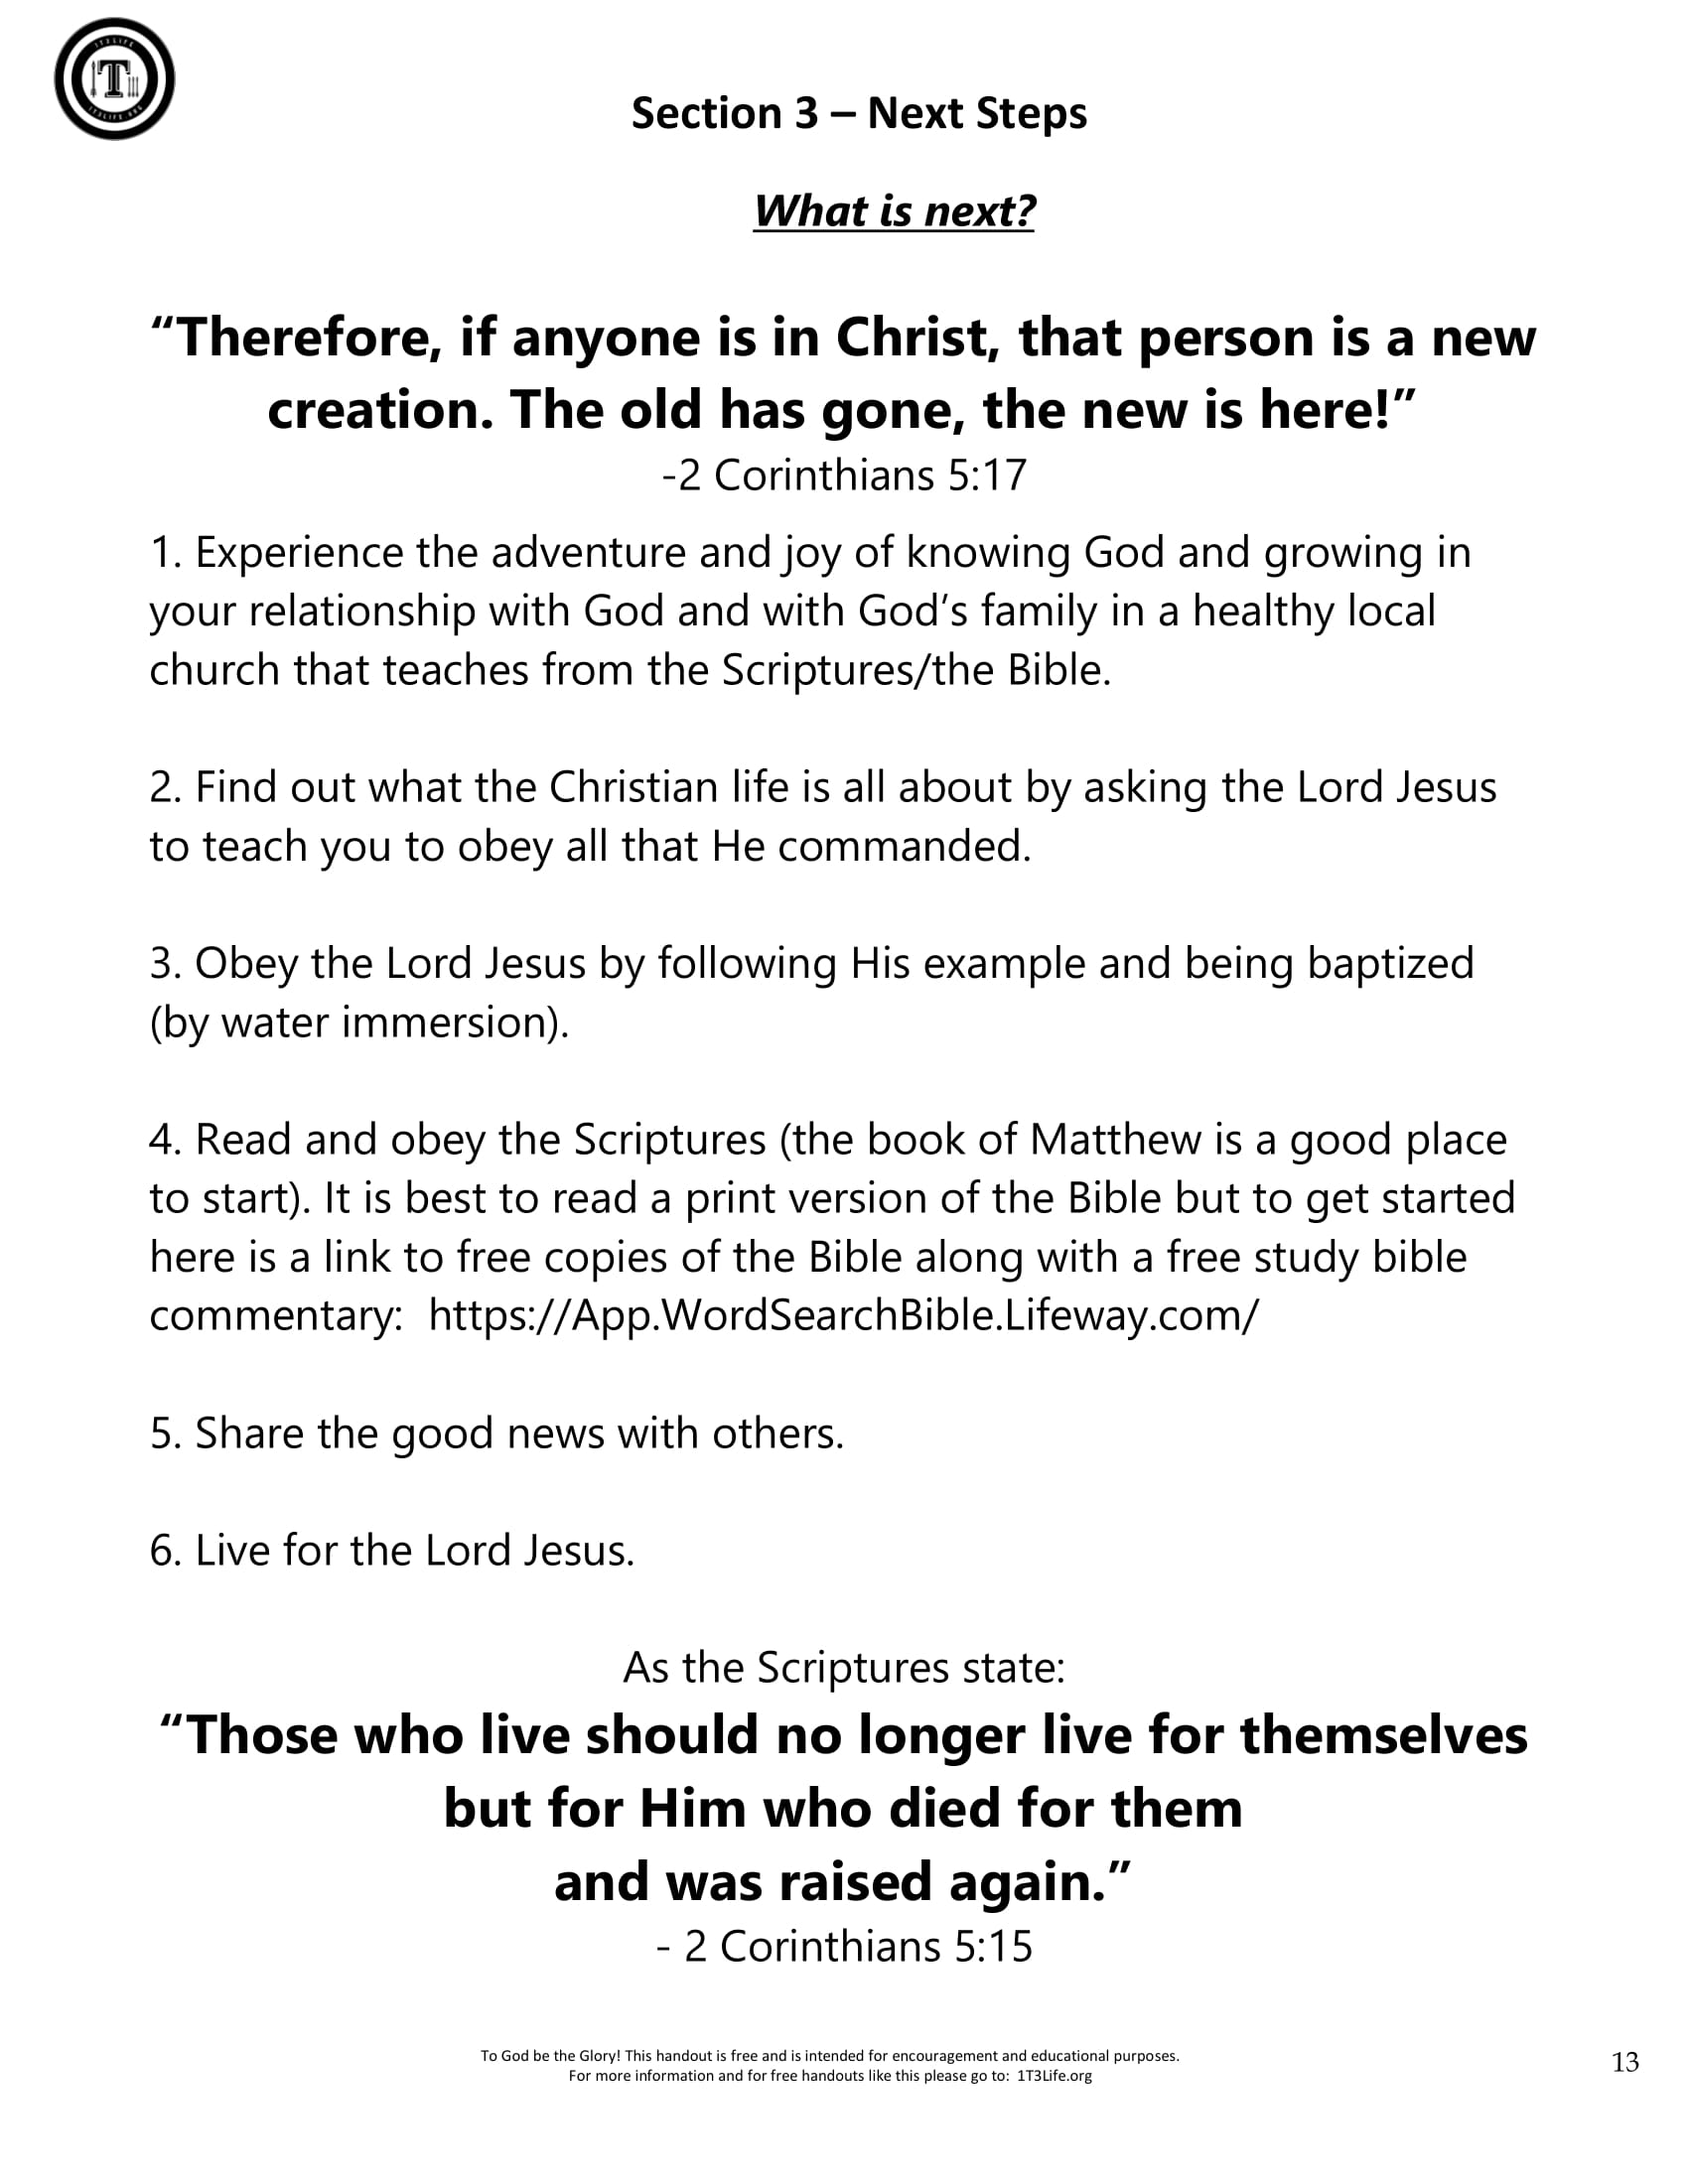 Section 3 – Next Steps
What is next?
“Therefore, if anyone is in Christ, that person is a new
creation. The old has gone, the new is here!”
-2 Corinthians 5:17
1. Experience the adventure and joy of knowing God and growing in
your relationship with God and with God’s family in a healthy local
church that teaches from the Scriptures/the Bible.
2. Find out what the Christian life is all about by asking the Lord Jesus
to teach you to obey all that He commanded.
3. Obey the Lord Jesus by following His example and being baptized
(by water immersion).
4. Read and obey the Scriptures (the book of Matthew is a good place
to start). It is best to read a print version of the Bible but to get started
here is a link to free copies of the Bible along with a free study bible
commentary:  https://App.WordSearchBible.Lifeway.com/
5. Share the good news with others.
6. Live for the Lord Jesus.
As the Scriptures state:
“Those who live should no longer live for themselves
but for Him who died for them
and was raised again.”
- 2 Corinthians 5:15
To God be the Glory! This handout is free and is intended for encouragement and educational purposes.
For more information and for free handouts like this please go to:  1T3Life.org
13